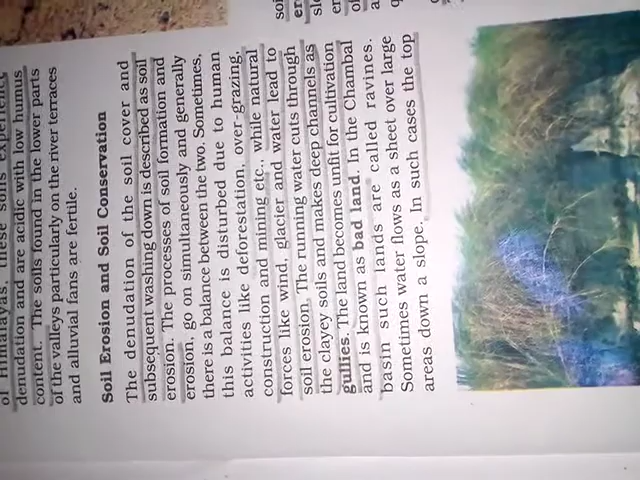 of Himalayas, these soils experience
denudation and are acidic with low humus
content. The soils found in the lower parts
of the valleys particularly on the river terraces
and alluvial fans are fertile.
Soil Erosion and Soil Conservation
The denudation of the soil cover and
subsequent washing down is described as soil
erosion. The processes of soil formation and
erosion, go on simultaneously and generally
there is a balance between the two. Sometimes,
this balance is disturbed due to human
activities like deforestation, over-grazing,
construction and mining etc., while natural
forces like wind, glacier and water lead to
soil erosion. The running water cuts through
the clayey soils and makes deep channels as
gullies. The land becomes unfit for cultivation
and is known as bad land. In the Chambal
basin such lands are called ravines.
Sometimes water flows as a sheet over large
areas down a slope. In such cases the top